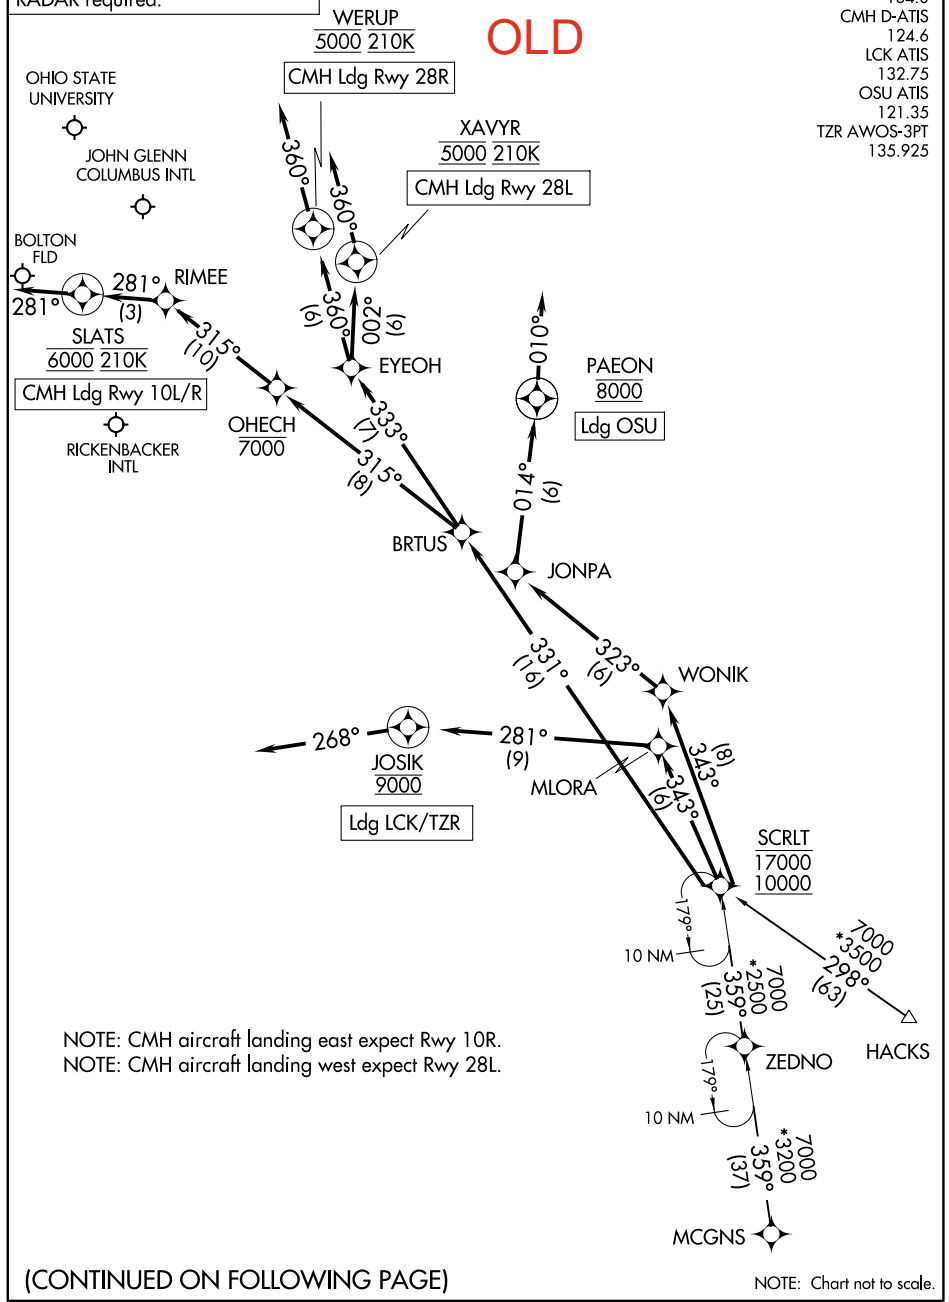 RADAR required.
OLD
CMH D-ATIS
124.6
LCK ATIS
132.75
OSU ATIS
121.35
TZR AWOS-3PT
135.925
WERUP
5000 210K
CMH Ldg Rwy 28R
XAVYR
5000 210K
CMH Ldg Rwy 28L
OHIO STATE
UNIVERSITY
JOHN GLENN
COLUMBUS INTL
BOLTON
FLD
360°
360°
281°
281°
(3)
RIMEE
SLATS
6000 210K
CMH Ldg Rwy 10L/R
RICKENBACKER
INTL
315°
(10)
OHECH
7000
360°
(6)
002°
(6)
EYEOH
333°
(7)
315°
(8)
BRTUS
010°
PAEON
8000
Ldg OSU
014°
(6)
JONPA
323°
(6)
WONIK
331°
(16)
268°
JOSIK
9000
Ldg LCK/TZR
281°
(9)
MLORA
343°
(8)
343°
(6)
SCRLT
17000
10000
179°
10 NM
7000
*3500
298°
(63)
HACKS
7000
*2500
359°
(25)
ZEDNO
179°
10 NM
7000
*3200
359°
(37)
MCGNS
NOTE: CMH aircraft landing east expect Rwy 10R.
NOTE: CMH aircraft landing west expect Rwy 28L.
(CONTINUED ON FOLLOWING PAGE)
NOTE: Chart not to scale.